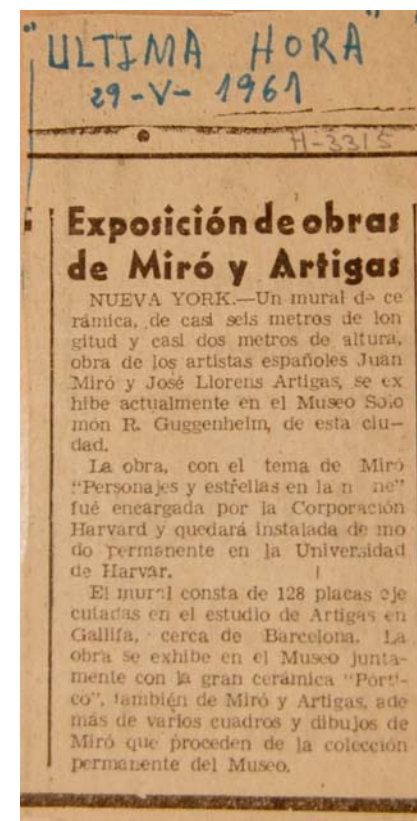 "ULTIMA HORA"
29-V-1961
H-3315
Exposición de obras
de Miró y Artigas
NUEVA YORK.—Un mural de ce
rámica, de casi seis metros de lon
gitud y casi dos metros de altura,
obra de los artistas españoles Juan
Miró y José Llorens Artigas, se ex
hibe actualmente en el Museo Solo
món R. Guggenheim, de esta ciu-
dad.
La obra, con el tema de Miró
"Personajes y estrellas en la
fué encargada por la Corporación
Harvard y quedará instalada de mo
do permanente en la Universidad
de Harvar.
El mural consta de 128 placas eje
cutadas en el estudio de Artigas en
Gallifa, cerca de Barcelona. La
obra se exhibe en el Museo junta-
mente con la gran cerámica "Porti-
co", también de Miró y Artigas, ade
más de varios cuadros y dibujos de
Miró que proceden de la colección
permanente del Museo.